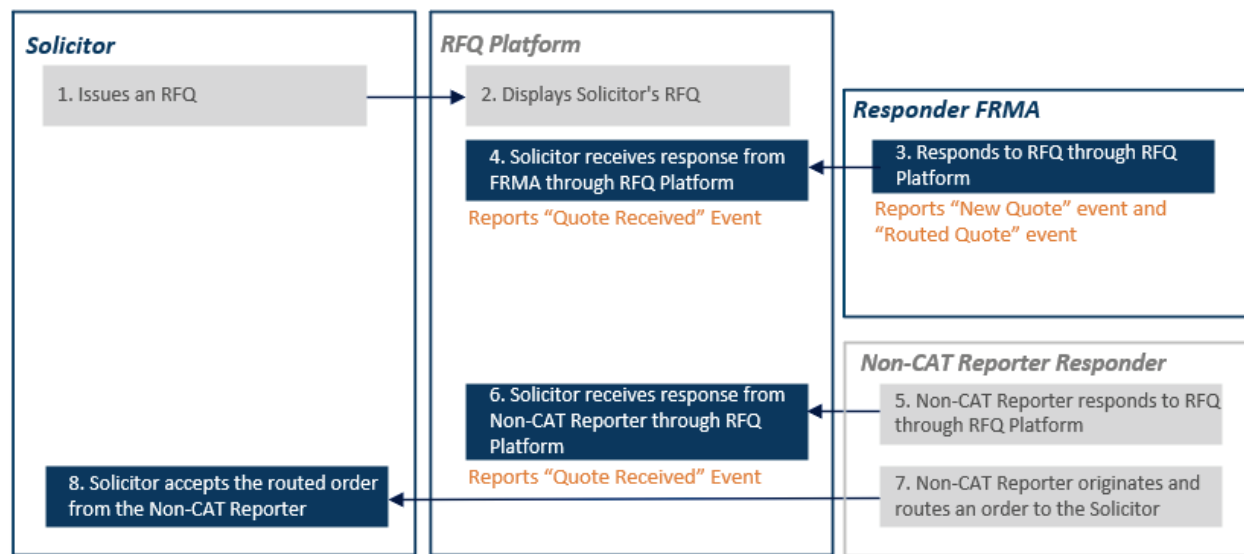 Solicitor
RFQ Platform
1. Issues an RFQ
2. Displays Solicitor's RFQ
Responder FRMA
4. Solicitor receives response from
FRMA through RFQ Platform
3. Responds to RFQ through RFQ
Platform
Reports “Quote Received” Event
Reports “New Quote” event and
“Routed Quote” event
Non-CAT Reporter Responder
6. Solicitor receives response from
Non-CAT Reporter through RFQ
Platform
5. Non-CAT Reporter responds to RFQ
through RFQ Platform
Reports “Quote Received” Event
8. Solicitor accepts the routed order
from the Non-CAT Reporter
7. Non-CAT Reporter originates and
routes an order to the Solicitor